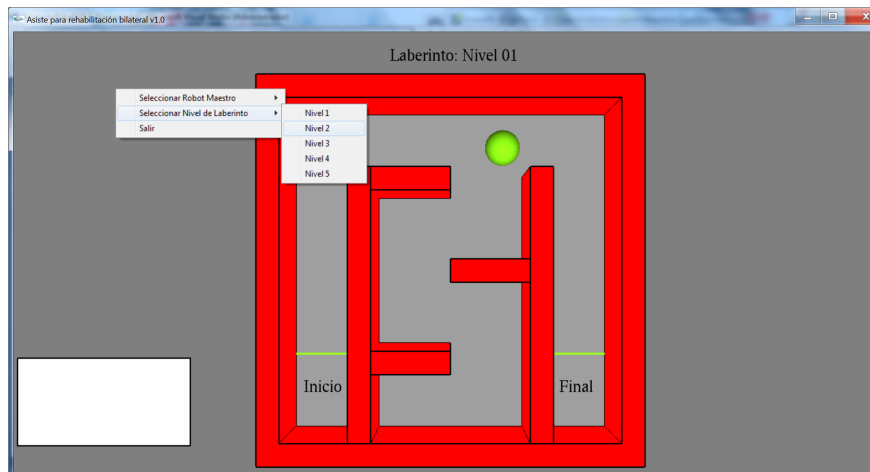 Asiste para rehabilitación bilateral v1.0
Laberinto: Nivel 01
Seleccionar Robot Maestro
Seleccionar Nivel de Laberinto
Salir
Nivel 1
Nivel 2
Nivel 3
Nivel 4
Nivel 5
Inicio
Final